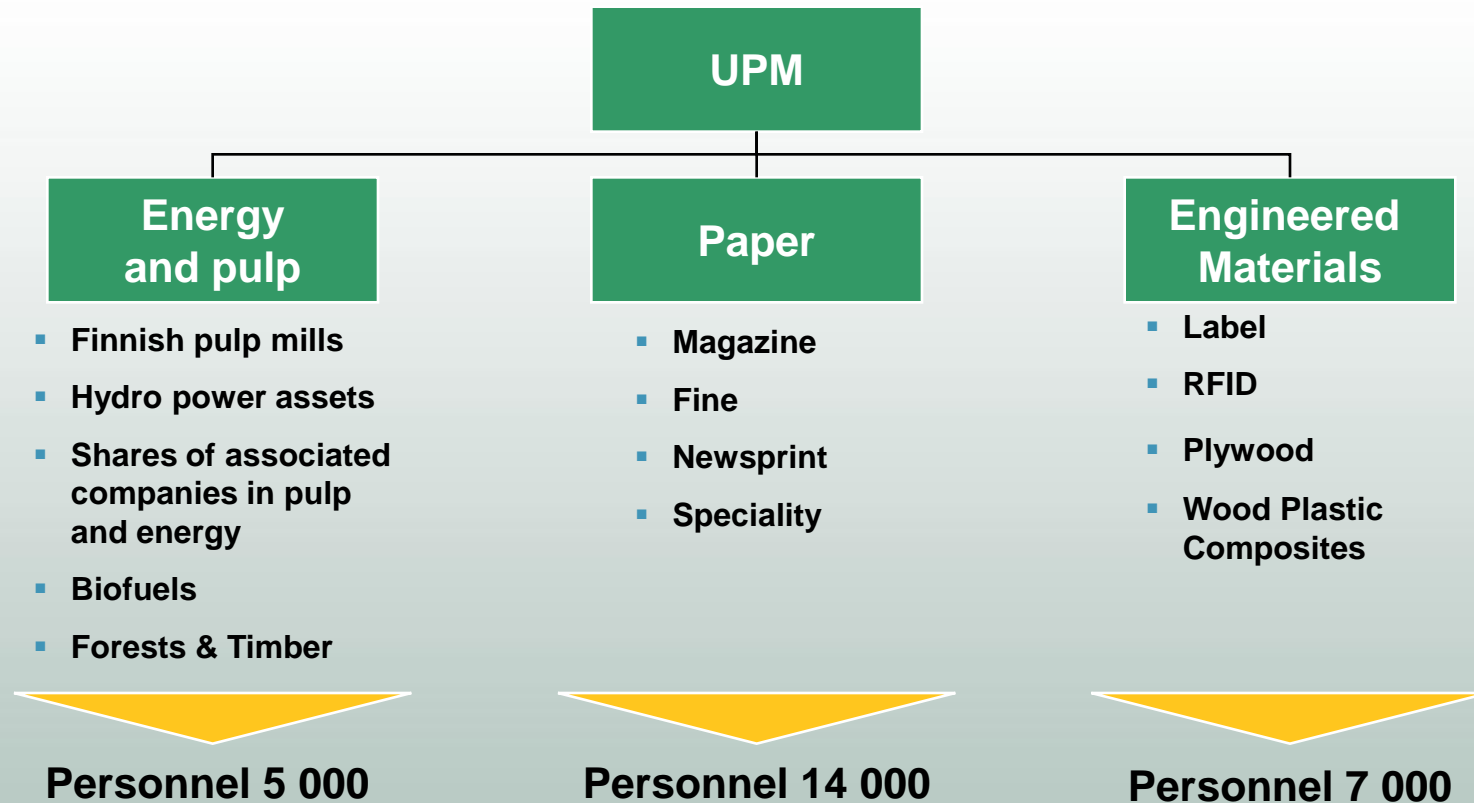 UPM
Energy
and pulp
Paper
Engineered
Materials
Finnish pulp mills
Hydro power assets
Shares of associated
companies in pulp
and energy
Biofuels
Forests & Timber
Magazine
Fine
Newsprint
Speciality
Label
RFID
Plywood
Wood Plastic
Composites
Personnel 5 000
Personnel 14 000
Personnel 7 000